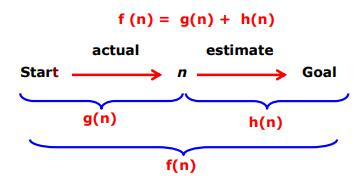 f (n) = g(n) + h(n)
actual estimate
Start n Goal
g(n) h(n)
f(n)